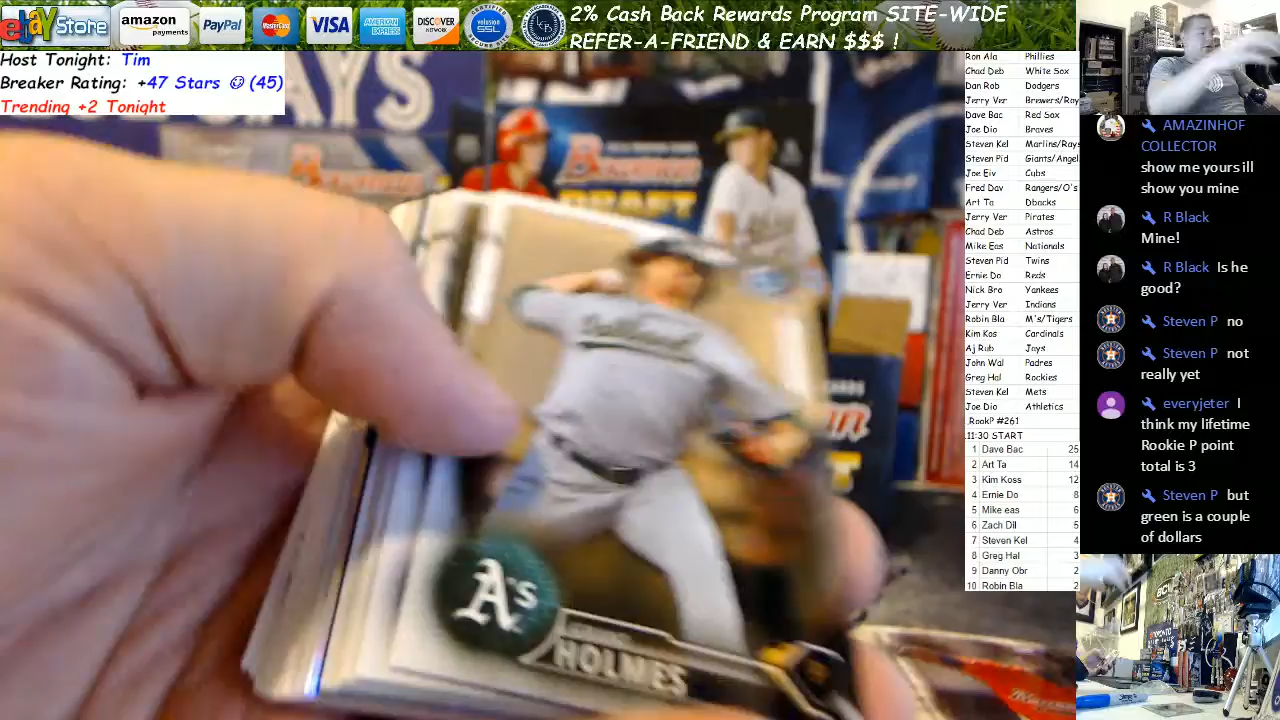 ebay Store
amazon
payments
PayPal
MasterCard
VISA
AMERICAN
EXPRESS
DISCOVER
NETWORK
volusion
SSL
2% Cash Back Rewards Program SITE-WIDE
REFER-A-FRIEND & EARN $$$ !
Host Tonight: Tim
Breaker Rating: +47 Stars ☺ (45)
Trending +2 Tonight
Ron Ala Phillies
Chad Deb White Sox
Dan Rob Dodgers
Jerry Ver Brewers/Ray
Dave Bac Red Sox
Joe Dio Braves
Steven Kel Marlins/Rays
Steven Pid Giants/Angel
Joe Eiv Cubs
Fred Dav Rangers/O's
Art Ta Dbacks
Jerry Ver Pirates
Chad Deb Astros
Mike Eas Nationals
Steven Pid Twins
Ernie Do Reds
Nick Bro Yankees
Jerry Ver Indians
Robin Bla M's/Tigers
Kim Kos Cardinals
Aj Rub Jays
John Wal Padres
Greg Hal Rockies
Steven Kel Mets
Joe Dio Athletics
RookP #261
11:30 START
1 Dave Bac 25
2 Art Ta 14
3 Kim Koss 12
4 Ernie Do 8
5 Mike eas 6
6 Zach Dil 5
7 Steven Kel 4
8 Greg Hal 3
9 Danny Obr 2
10 Robin Bla 2
AMAZINHOF
COLLECTOR
show me yours ill
show you mine
R Black
Mine!
R Black Is he
good?
Steven P no
Steven P not
really yet
everyjeter I
think my lifetime
Rookie P point
total is 3
Steven P but
green is a couple
of dollars
AYS
Bowman
DRAFT
A's
HOLMES